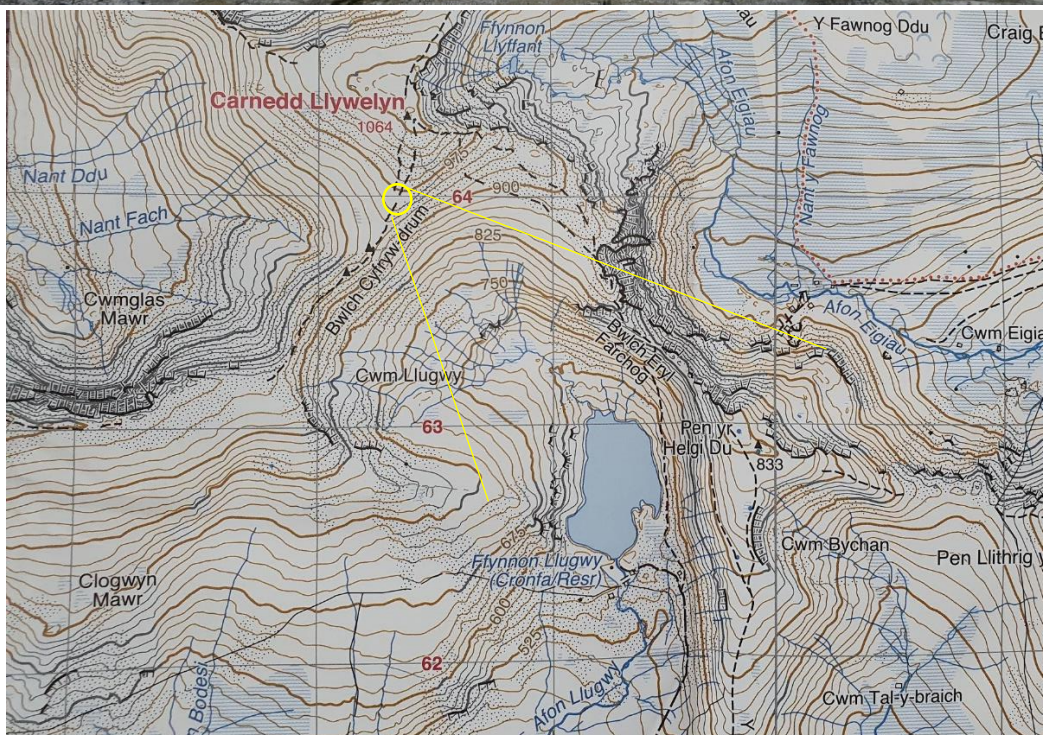 Y Fawnog Ddu
Craig E
Ffynnon
Llyffant
au
Afon Eigiau
Carnedd Llywelyn
1064
Nant y Fawnog
975
Nant Ddu
900
64
Nant Fach
825
Bwlch Cyfryw-drum
750
Cwmglas
Mawr
Afon Eigiau
Cwm Eigia
Bwlch Eryl
Farchog
Cwm Llugwy
63
Pen yr
Helgi Du
833
675
Cwm Bychan
Ffynnon Llugwy
(Cronfa/Resr)
Pen Llithrig y
Clogwyn
Mawr
600
525
62
Bodesi
Afon Llugwy
Cwm Tal-y-braich
Y